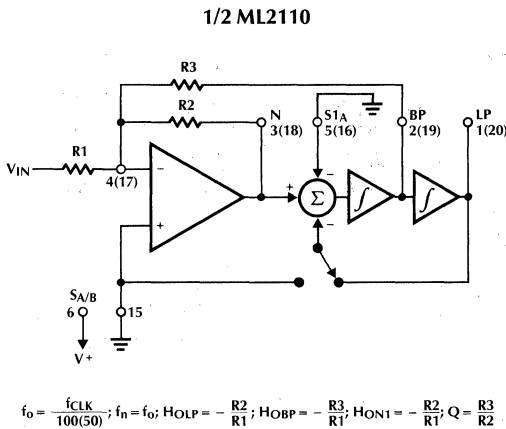 1/2 ML2110
R3
R2
N
3(18)
S1A
5(16)
BP
2(19)
LP
1(20)
R1
VIN
4(17)
−
+
+
Σ
−
−
∫
∫
SA/B
6
15
V+
fo = fCLK / 100(50); fn = fo; HOLP = − R2/R1; HOBP = − R3/R1; HON1 = − R2/R1; Q = R3/R2